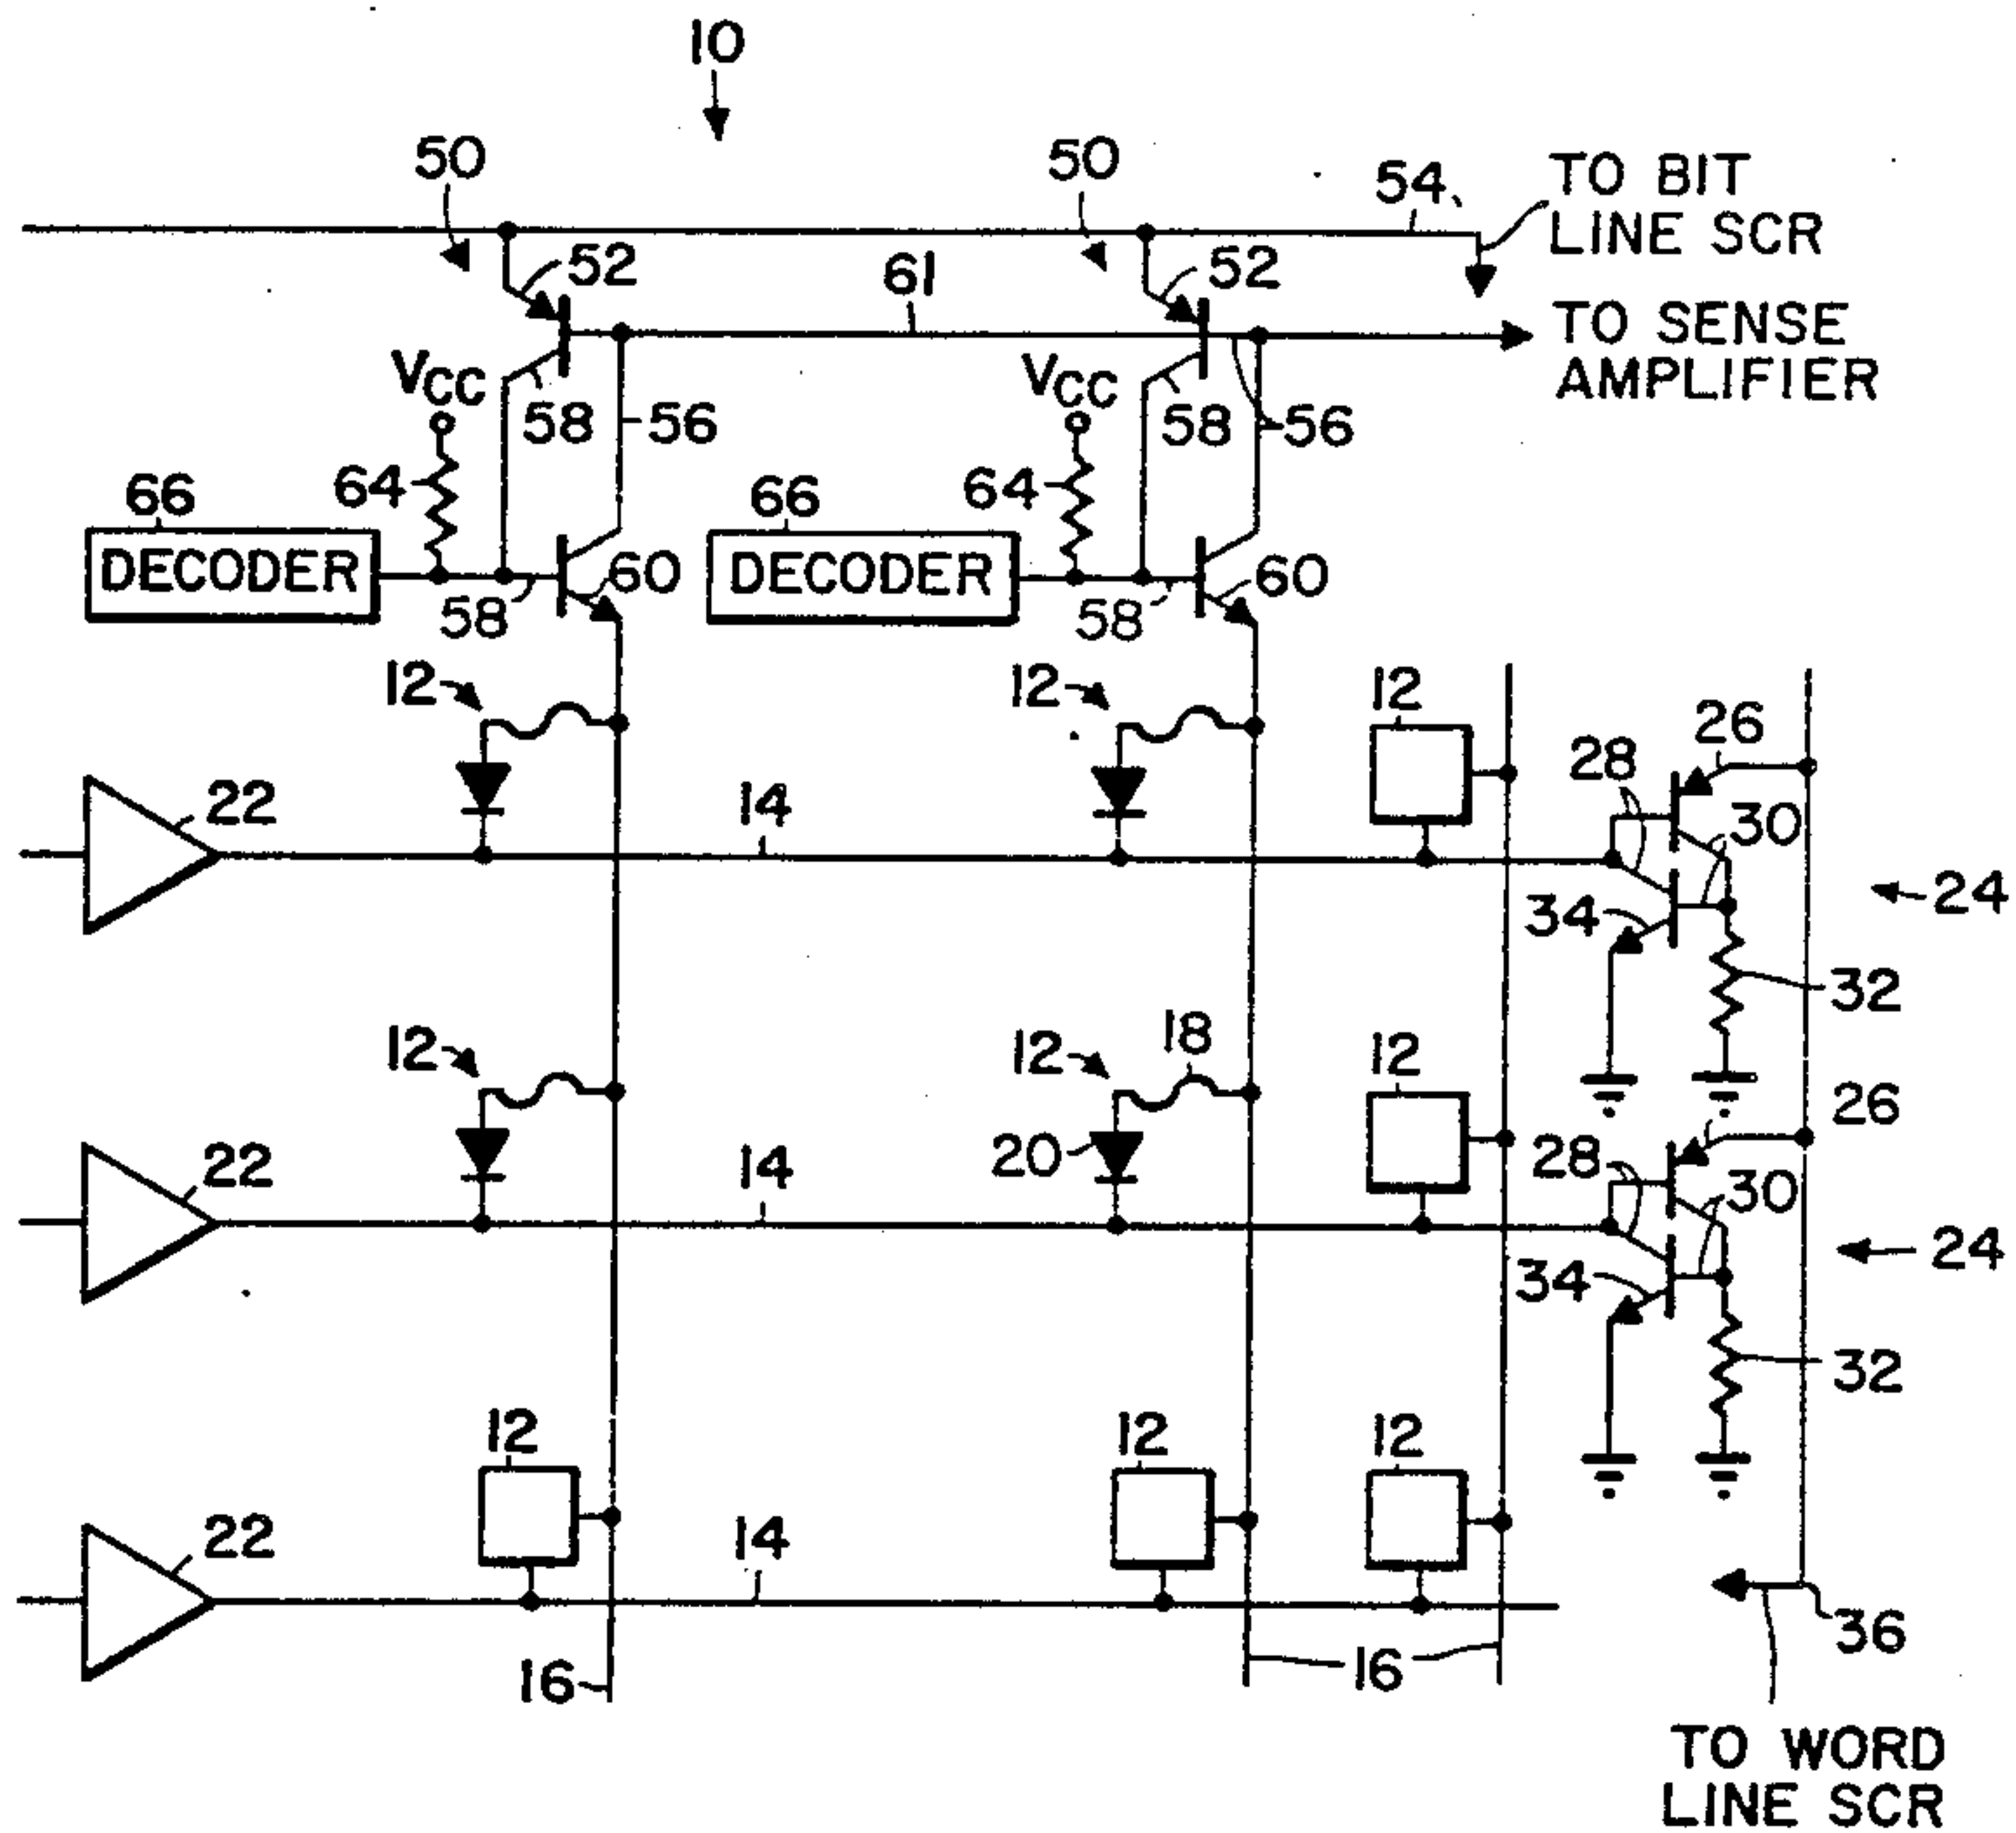 10
50 50 54 TO BIT
LINE SCR
52 61 52
TO SENSE
AMPLIFIER
VCC VCC
58 56 58 56
66 64 66 64
DECODER 60 DECODER 60
58 58
12 12 12
26
28
22 14 30
24
34
32
12 12 18 12
26
22 14 20 28
30
24
34
32
12 12 12
22 14
36
16 16
TO WORD
LINE SCR